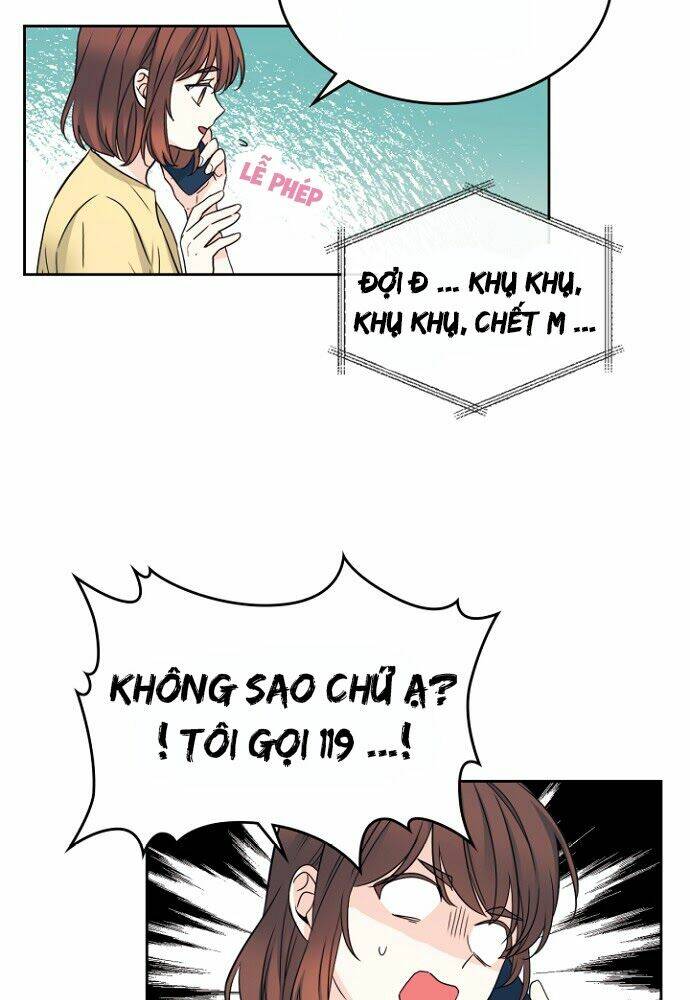 LỄ PHÉP
ĐỢI Đ ... KHỤ KHỤ,
KHỤ KHỤ, CHẾT M ...
KHÔNG SAO CHỨ Ạ?
! TÔI GỌI 119 ...!